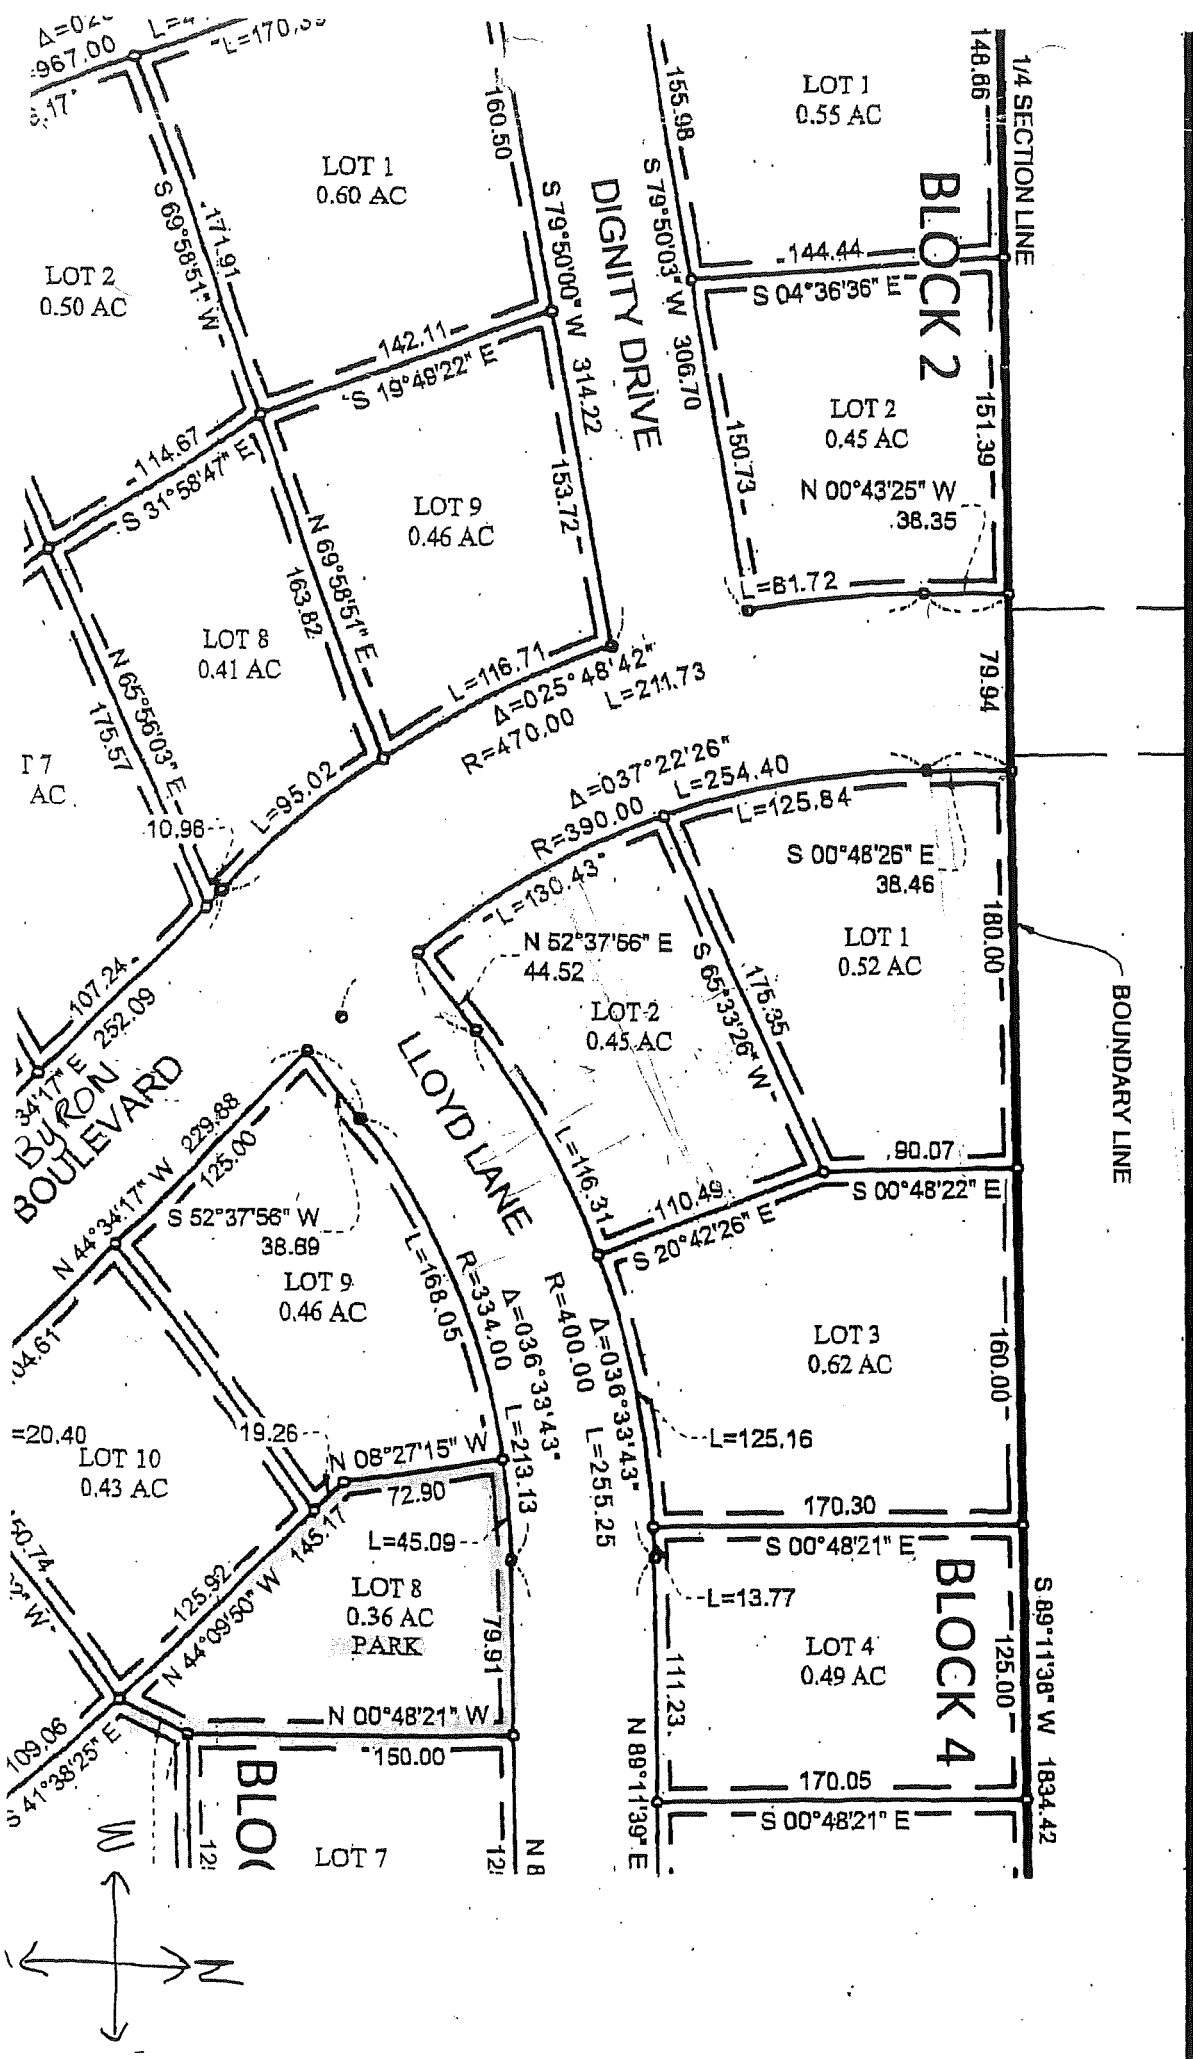 L=170.33
967.00
LOT 1
0.55 AC
148.86
1/4 SECTION LINE
155.98
160.50
LOT 1
0.60 AC
BLOCK 2
S 79°50'03" W 306.70
S 79°50'00" W 314.22
DIGNITY DRIVE
171.91
S 69°58'51" W
LOT 2
0.50 AC
144.44
S 04°36'36" E
142.11
S 19°48'22" E
151.39
LOT 2
0.45 AC
150.73
114.67
S 31°58'47" E
153.72
LOT 9
0.46 AC
N 00°43'25" W
38.35
N 69°58'51" E
163.82
L=81.72
LOT 8
0.41 AC
N 65°56'03" E
175.57
L=116.71
Δ=025°48'42"
R=470.00 L=211.73
79.94
T 7
AC
10.96
L=95.02
Δ=037°22'26"
R=390.00 L=254.40
L=125.84
S 00°48'26" E
38.46
L=130.43
N 52°37'56" E
44.52
180.00
LOT 1
0.52 AC
175.35
S 65°33'26" W
LOT 2
0.45 AC
BOUNDARY LINE
107.24
252.09
34'17" E
BYRON
BOULEVARD
LLOYD LANE
229.88
125.00
N 44°34'17" W
90.07
S 00°48'22" E
L=116.31
110.49
S 20°42'26" E
S 52°37'56" W
38.69
LOT 9
0.46 AC
L=168.05
Δ=036°33'43"
R=334.00 L=213.13
Δ=036°33'43"
R=400.00 L=255.25
LOT 3
0.62 AC
160.00
04.61
=20.40
LOT 10
0.43 AC
19.26
N 08°27'15" W
72.90
L=125.16
170.30
S 00°48'21" E
145.17
L=45.09
LOT 8
0.36 AC
PARK
50.74
125.92
N 44°09'50" W
79.91
L=13.77
BLOCK 4
LOT 4
0.49 AC
125.00
S 89°11'38" W 1834.42
111.23
N 00°48'21" W
150.00
109.06
S 41°38'25" E
N 89°11'39" E
170.05
S 00°48'21" E
LOT 7
N 8
W
N